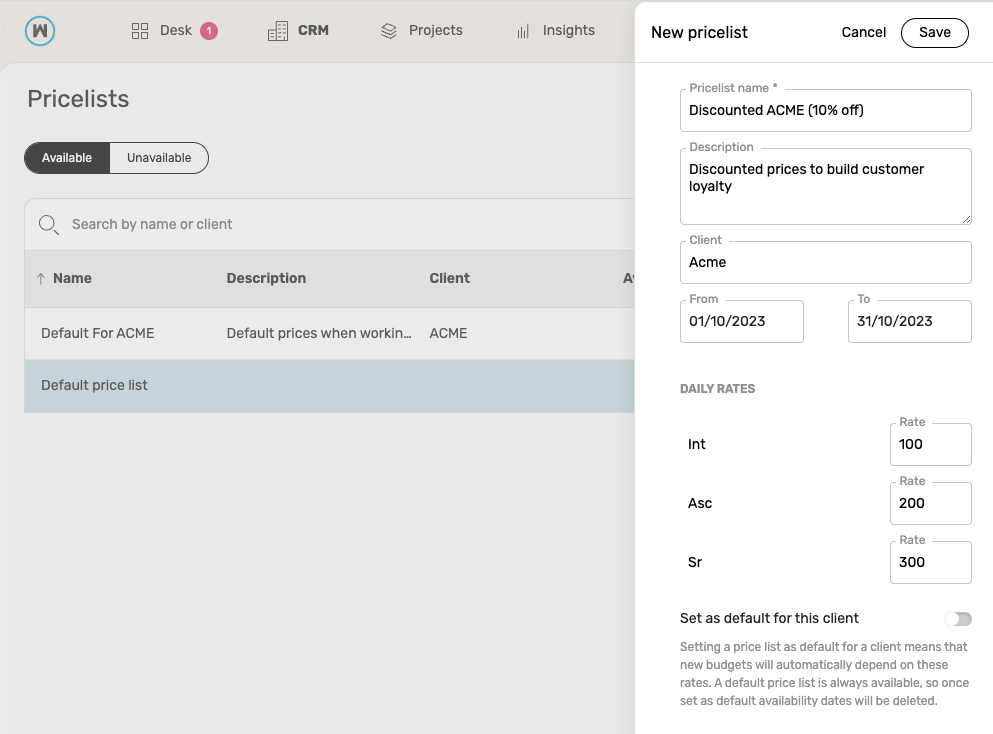 W
Desk 1
CRM
Projects
Insights
Pricelists
Available
Unavailable
Search by name or client
↑ Name Description Client
Default For ACME Default prices when workin... ACME
Default price list
New pricelist
Cancel
Save
Pricelist name *
Discounted ACME (10% off)
Description
Discounted prices to build customer
loyalty
Client
Acme
From
01/10/2023
To
31/10/2023
DAILY RATES
Rate
Int 100
Rate
Asc 200
Rate
Sr 300
Set as default for this client
Setting a price list as default for a client means that
new budgets will automatically depend on these
rates. A default price list is always available, so once
set as default availability dates will be deleted.